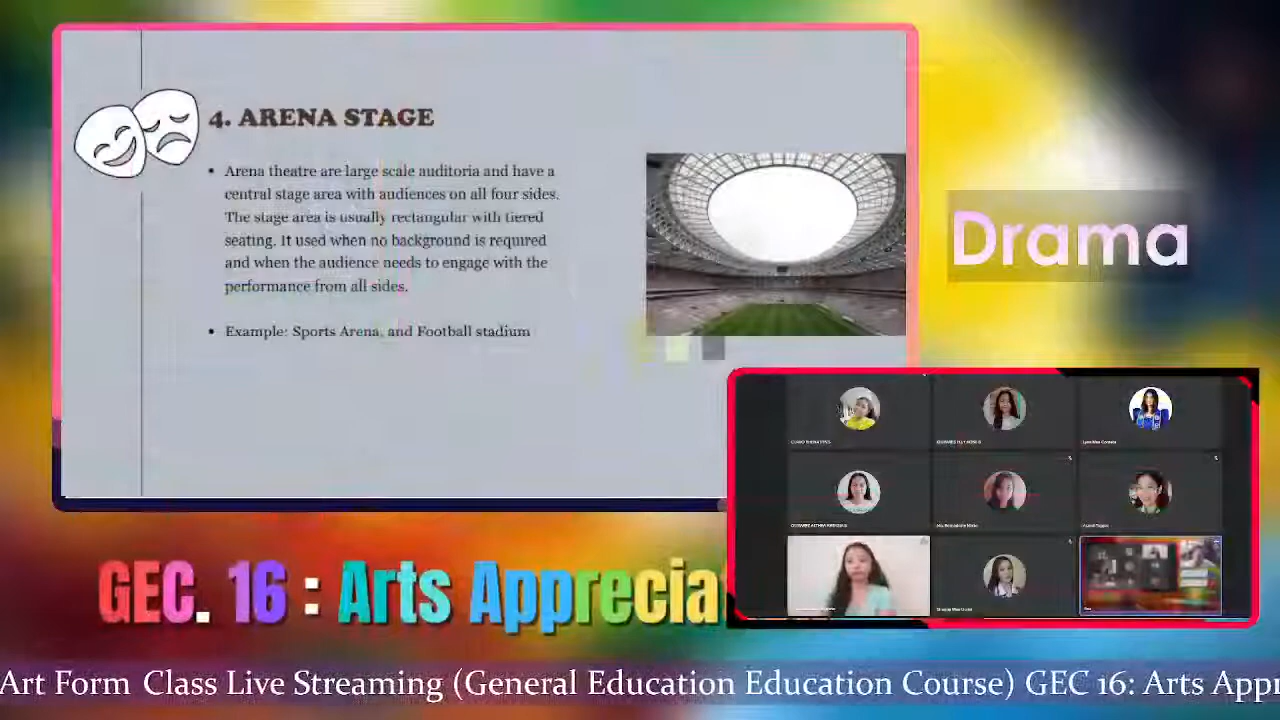 4. ARENA STAGE
• Arena theatre are large scale auditoria and have a
central stage area with audiences on all four sides.
The stage area is usually rectangular with tiered
seating. It used when no background is required
and when the audience needs to engage with the
performance from all sides.
• Example: Sports Arena, and Football stadium
Drama
GEC. 16 : Arts Apprecia
Art Form Class Live Streaming (General Education Education Course) GEC 16: Arts Appr